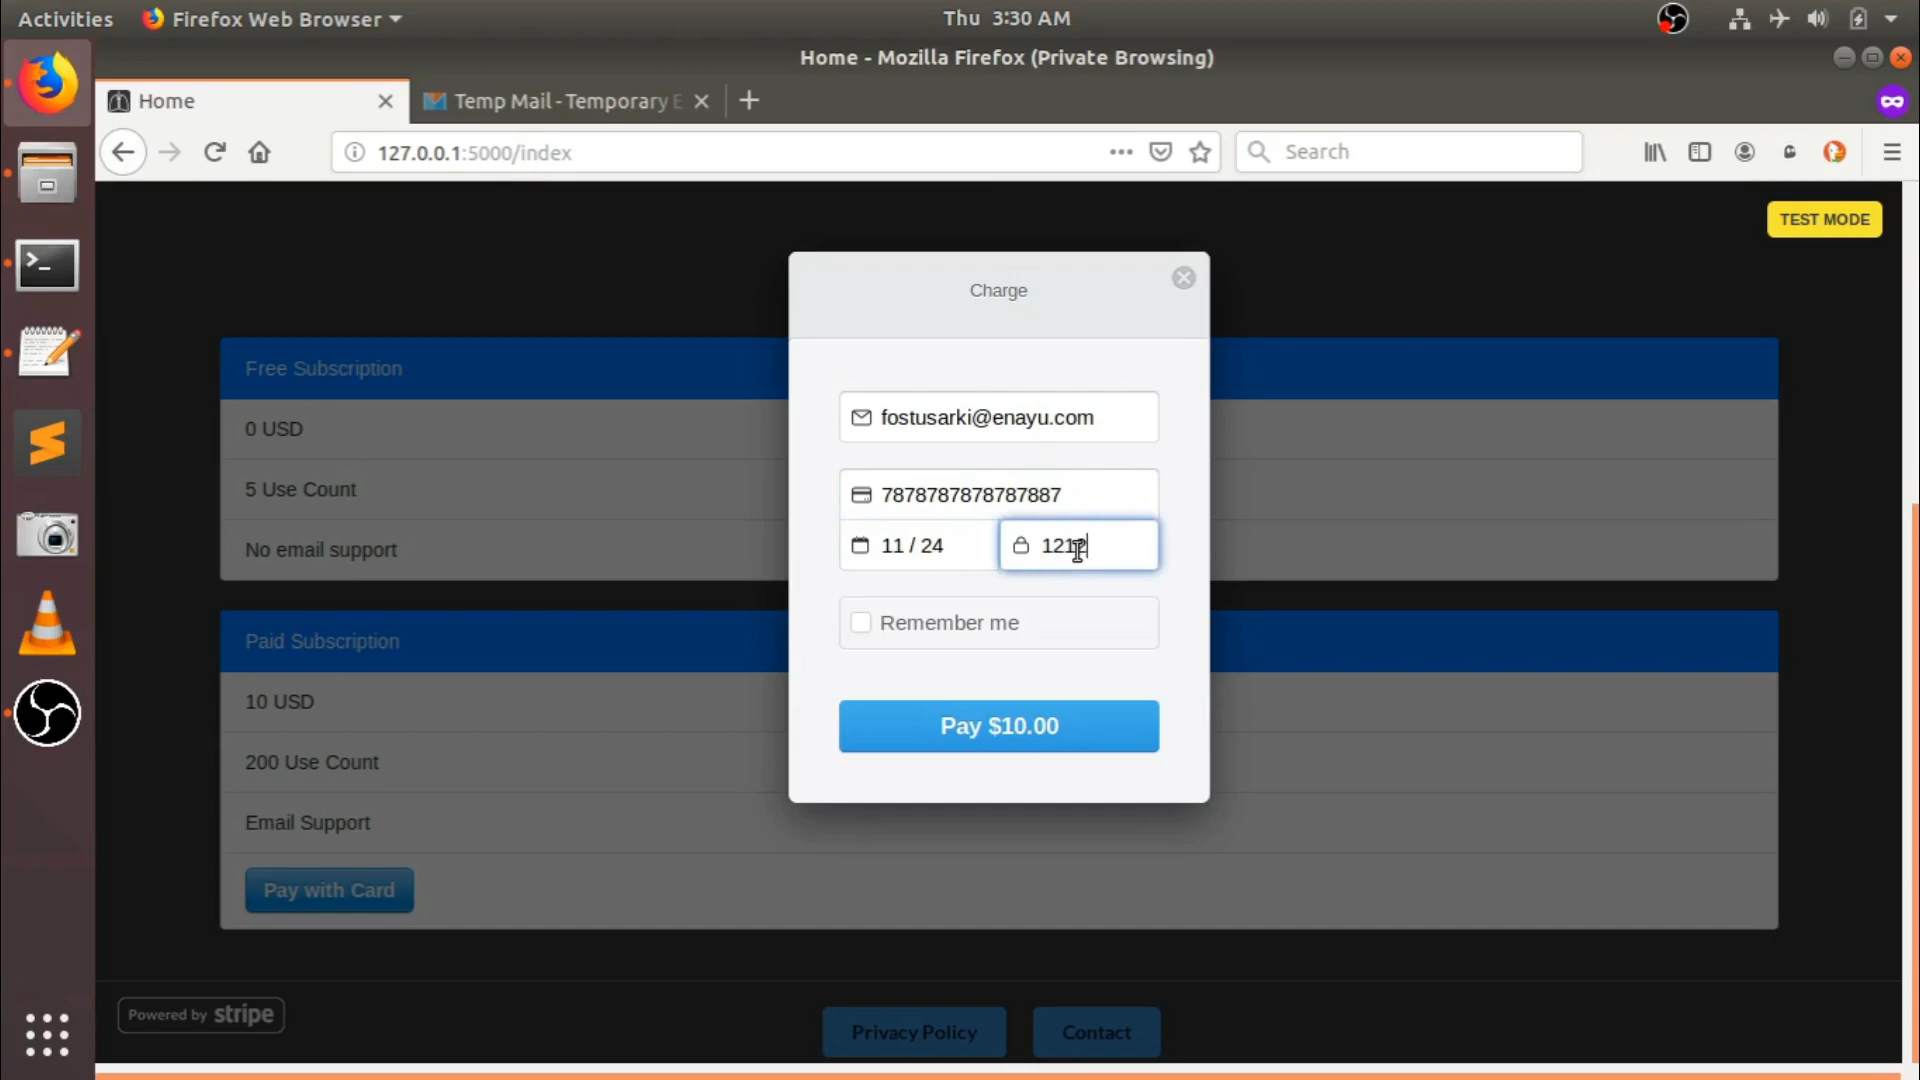 Activities
Firefox Web Browser
Thu 3:30 AM
Home - Mozilla Firefox (Private Browsing)
Home
Temp Mail - Temporary E
127.0.0.1:5000/index
Search
TEST MODE
Charge
fostusarki@enayu.com
7878787878787887
11 / 24
Remember me
Pay $10.00
Free Subscription
0 USD
5 Use Count
No email support
Paid Subscription
10 USD
200 Use Count
Email Support
Pay with Card
Powered by stripe
Privacy Policy
Contact